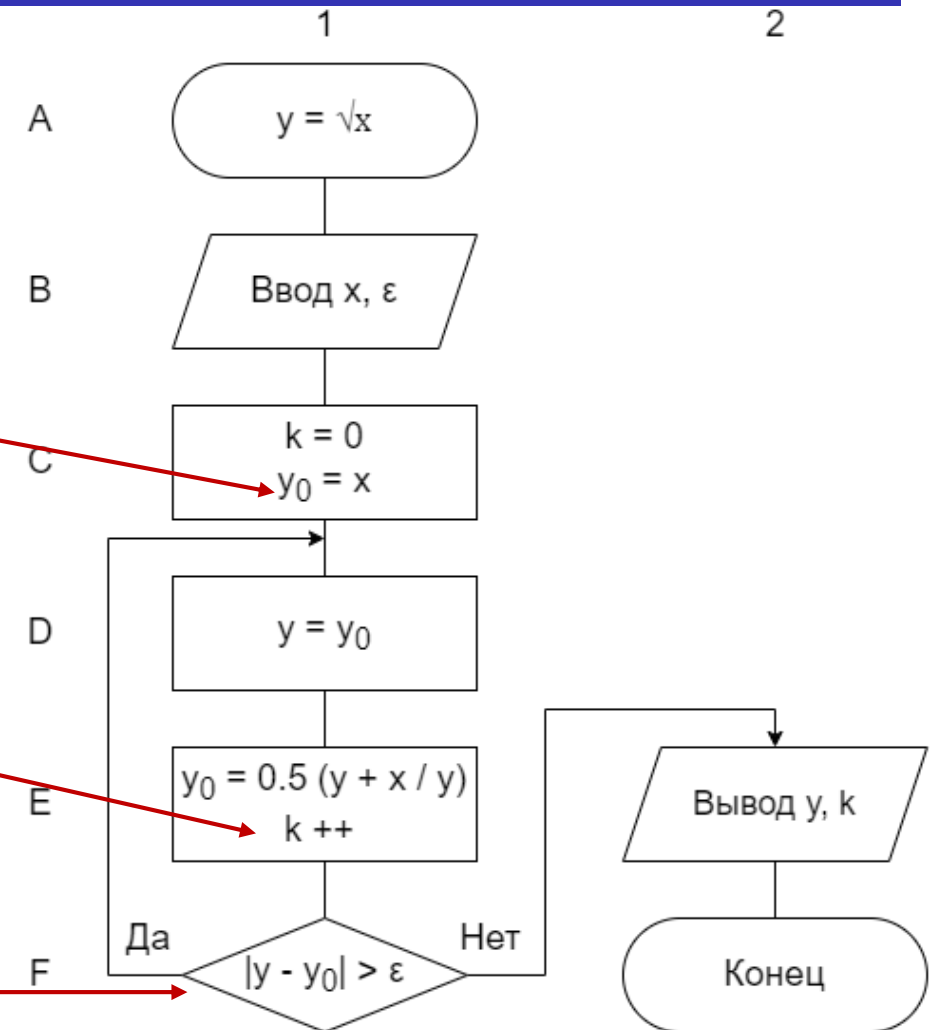 1
2
A
y = √x
B
Ввод x, ε
C
k = 0
y₀ = x
D
y = y₀
E
y₀ = 0.5 (y + x / y)
k ++
Вывод y, k
Да
Нет
F
|y - y₀| > ε
Конец